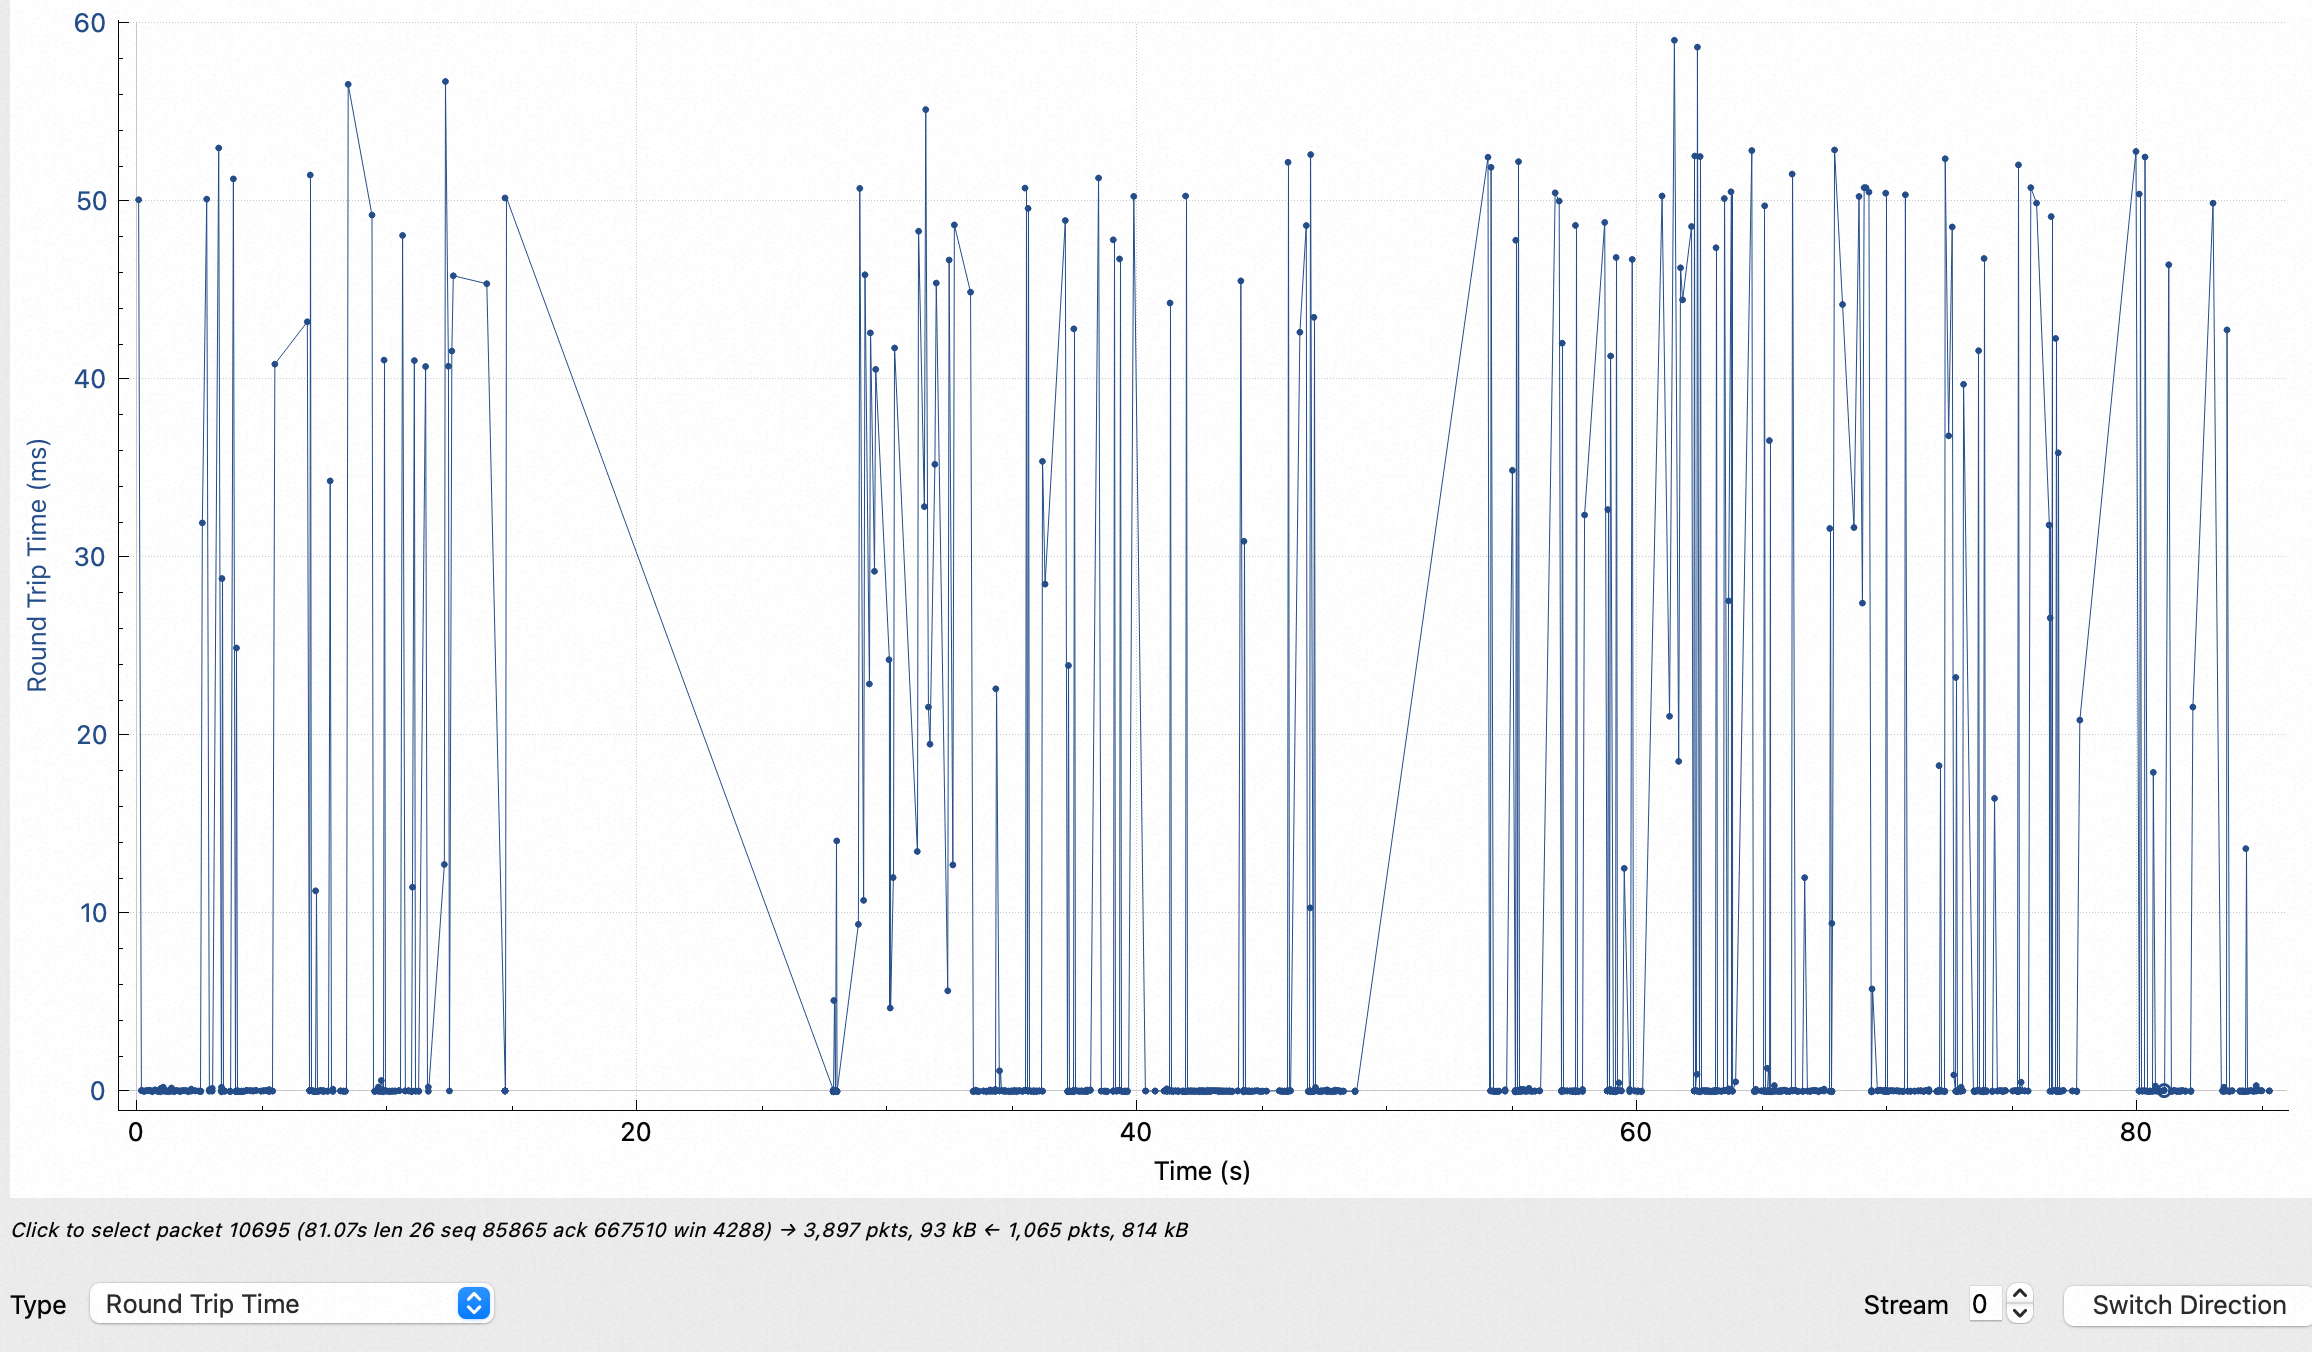 60
50
40
30
20
10
0
Round Trip Time (ms)
0 20 40 60 80
Time (s)
Click to select packet 10695 (81.07s len 26 seq 85865 ack 667510 win 4288) → 3,897 pkts, 93 kB ← 1,065 pkts, 814 kB
Type Round Trip Time Stream 0 Switch Direction